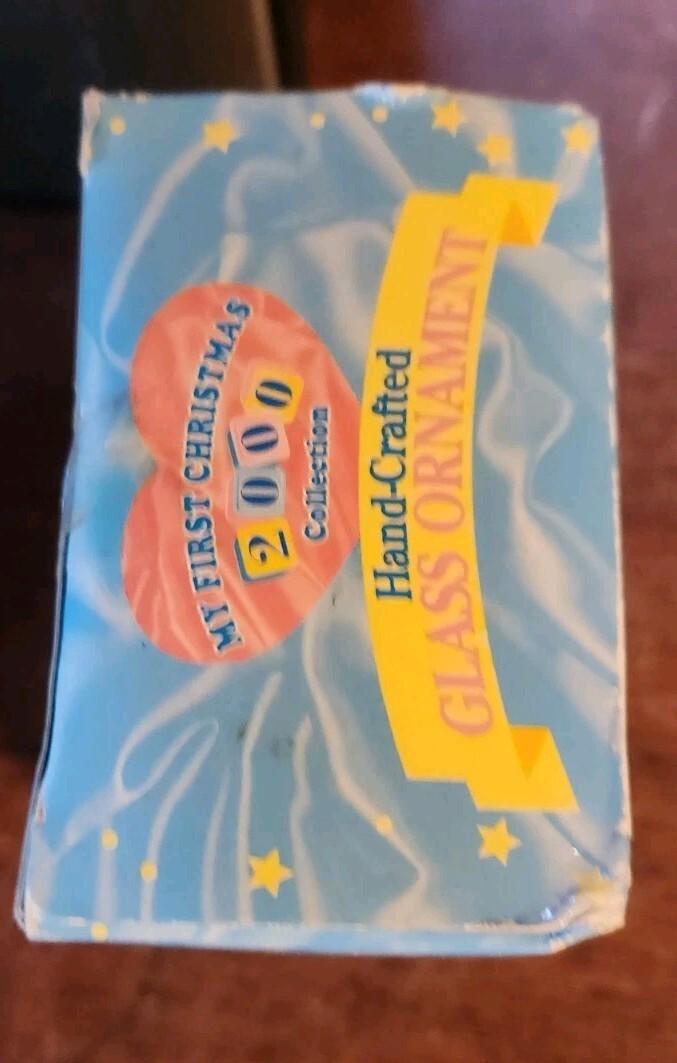 MY FIRST CHRISTMAS
2000
Collection
Hand-Crafted
GLASS ORNAMENT